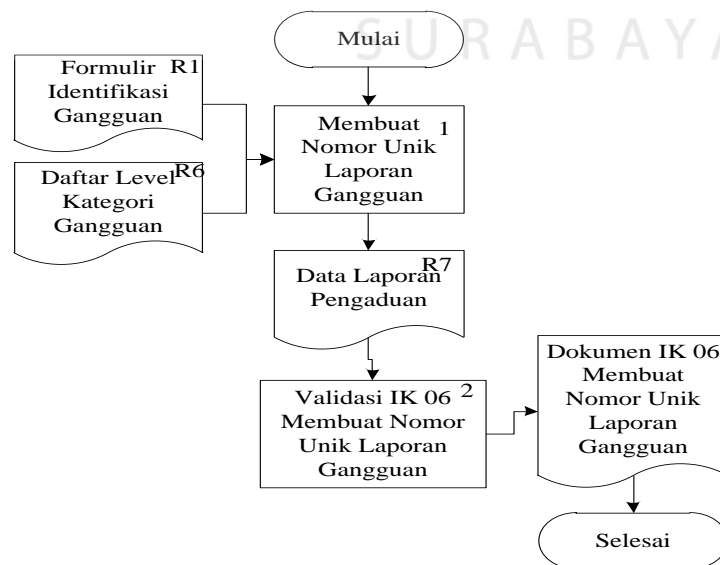 SURABAYA
Mulai
Formulir R1
Identifikasi
Gangguan
Membuat 1
Nomor Unik
Laporan
Gangguan
Daftar Level R6
Kategori
Gangguan
Data Laporan R7
Pengaduan
Validasi IK 06 2
Membuat Nomor
Unik Laporan
Gangguan
Dokumen IK 06
Membuat
Nomor Unik
Laporan
Gangguan
Selesai